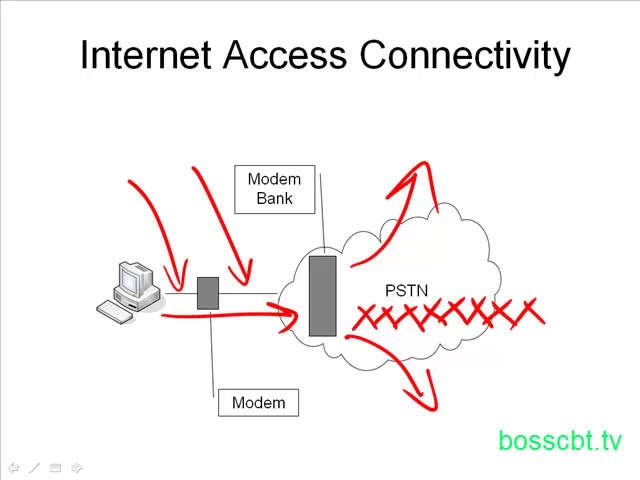 Internet Access Connectivity
Modem
Bank
PSTN
Modem
bosscbt.tv